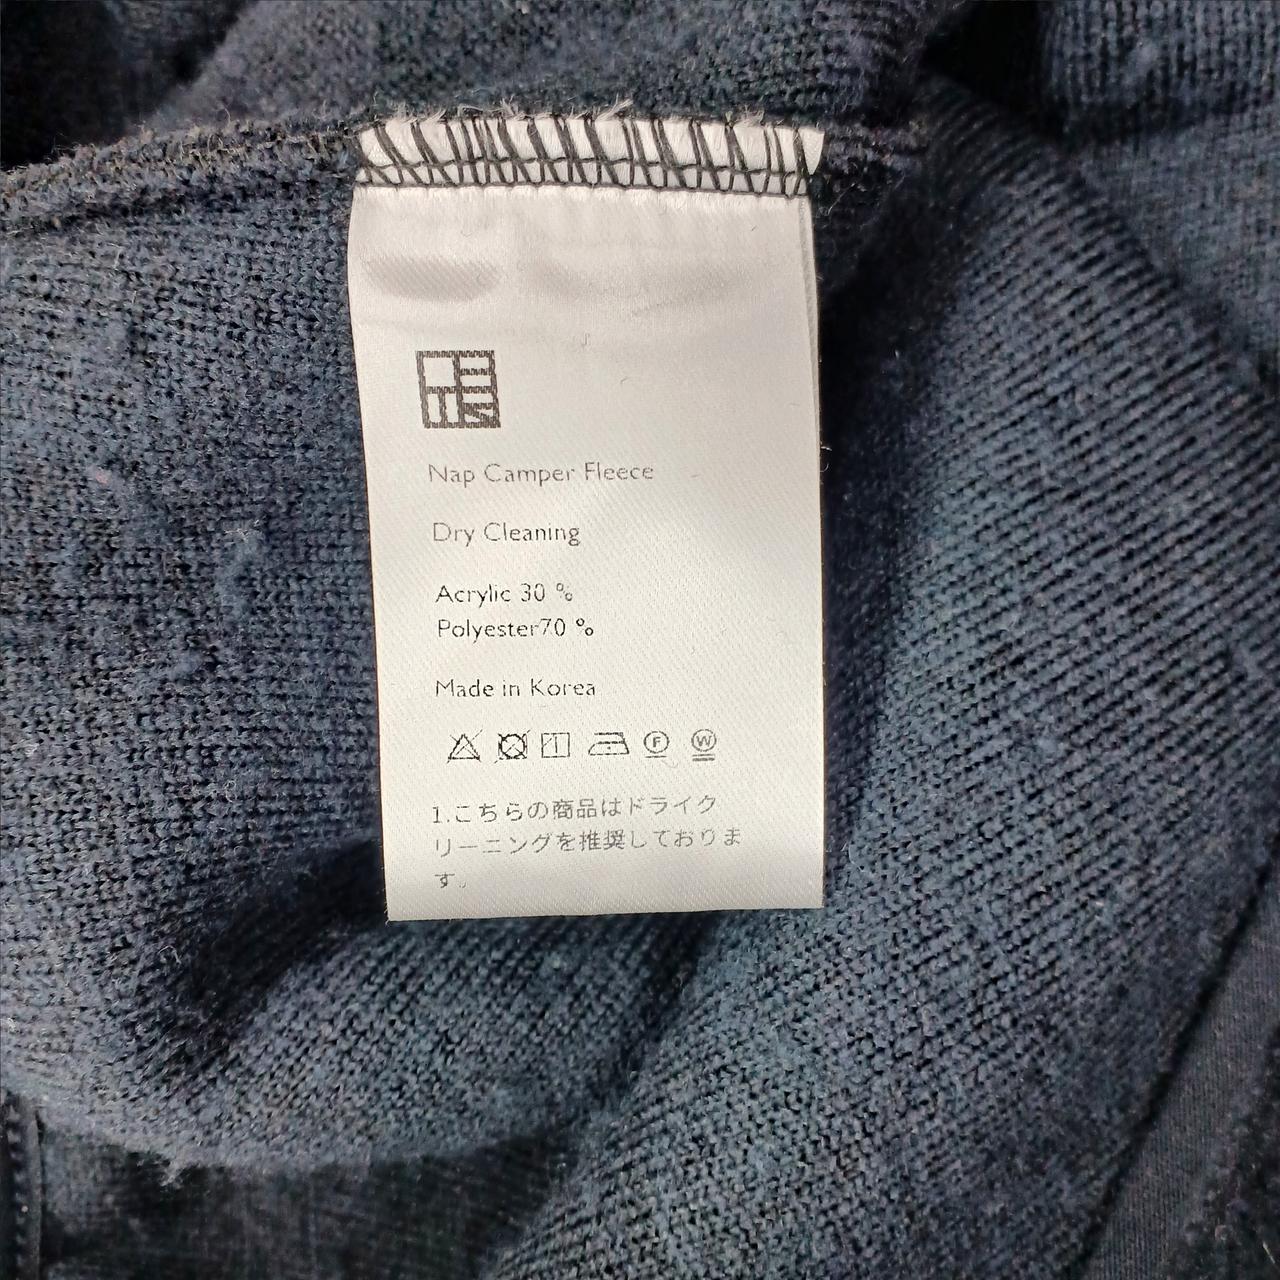 Nap Camper Fleece
Dry Cleaning
Acrylic 30 %
Polyester70 %
Made in Korea
F W
1.こちらの商品はドライク
リーニングを推奨しておりま
す。